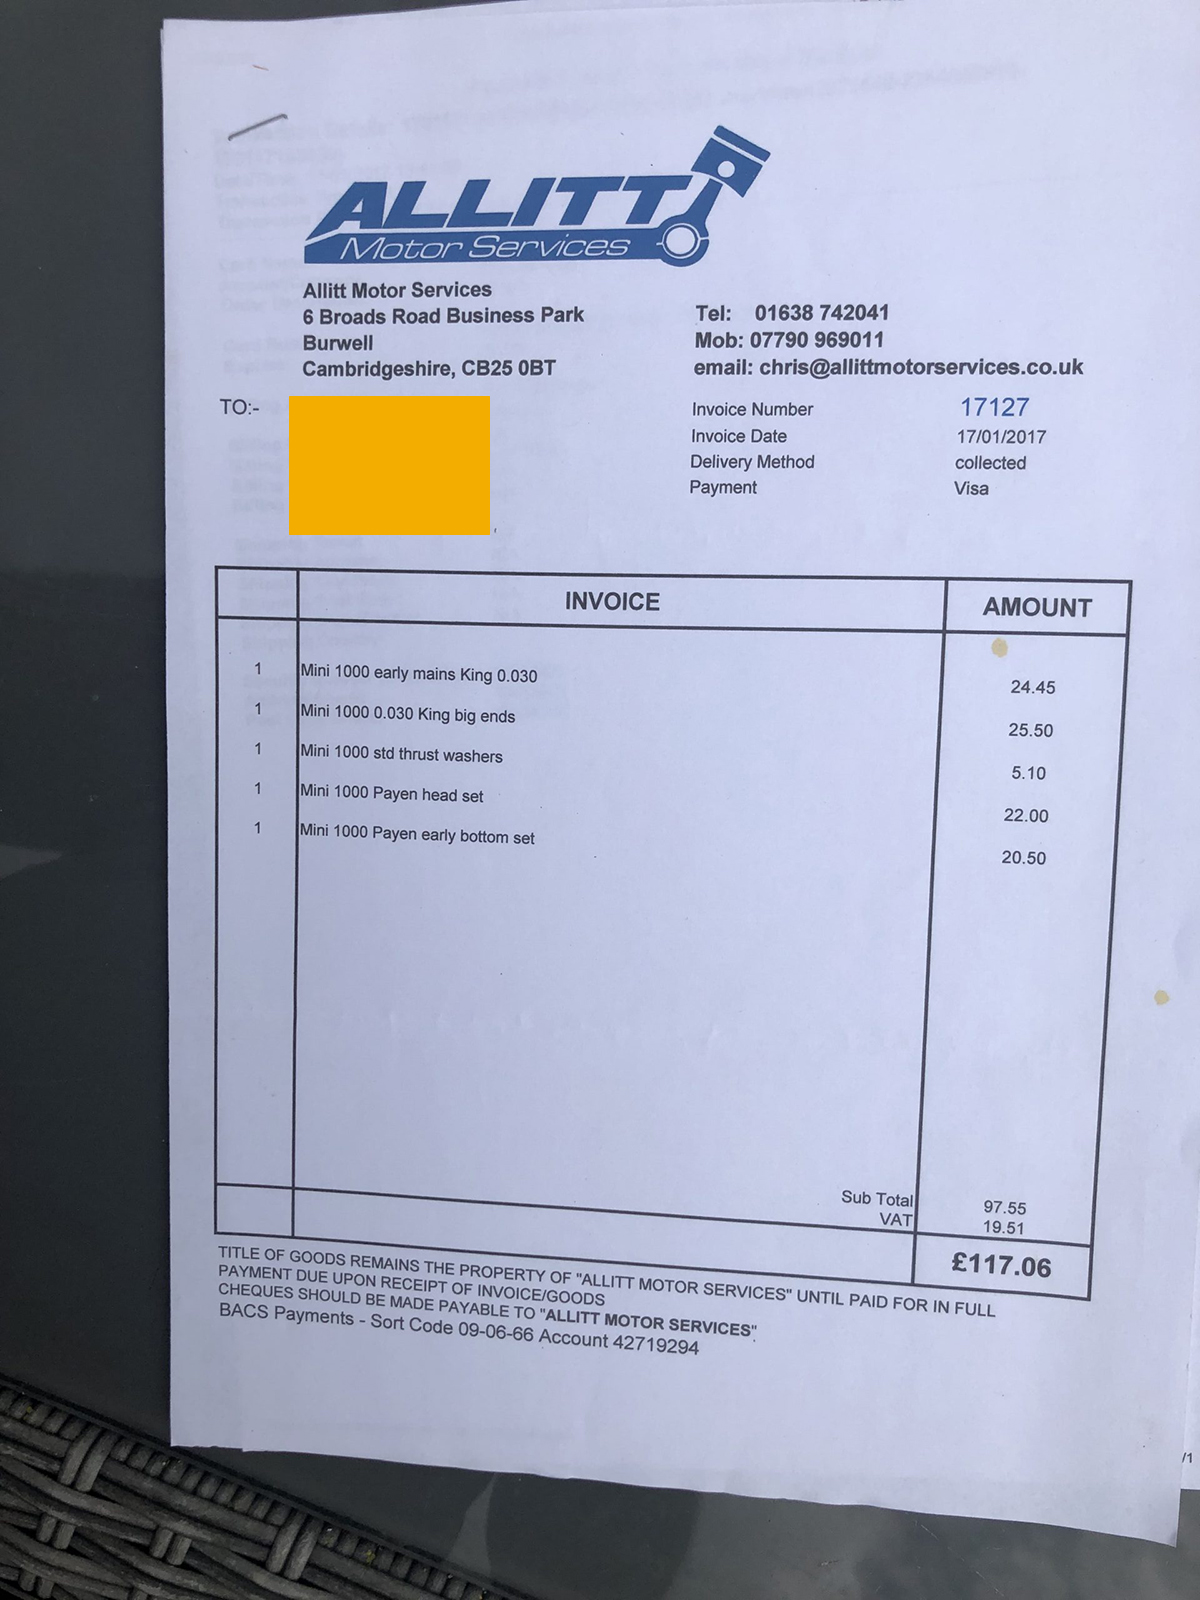 ALLITT
Motor Services
Allitt Motor Services
6 Broads Road Business Park
Burwell
Cambridgeshire, CB25 0BT
Tel: 01638 742041
Mob: 07790 969011
email: chris@allittmotorservices.co.uk
TO:-
Invoice Number 17127
Invoice Date 17/01/2017
Delivery Method collected
Payment Visa
INVOICE AMOUNT
1 Mini 1000 early mains King 0.030 24.45
1 Mini 1000 0.030 King big ends 25.50
1 Mini 1000 std thrust washers 5.10
1 Mini 1000 Payen head set 22.00
1 Mini 1000 Payen early bottom set 20.50
Sub Total 97.55
VAT 19.51
£117.06
TITLE OF GOODS REMAINS THE PROPERTY OF "ALLITT MOTOR SERVICES" UNTIL PAID FOR IN FULL
PAYMENT DUE UPON RECEIPT OF INVOICE/GOODS
CHEQUES SHOULD BE MADE PAYABLE TO "ALLITT MOTOR SERVICES".
BACS Payments - Sort Code 09-06-66 Account 42719294
/1